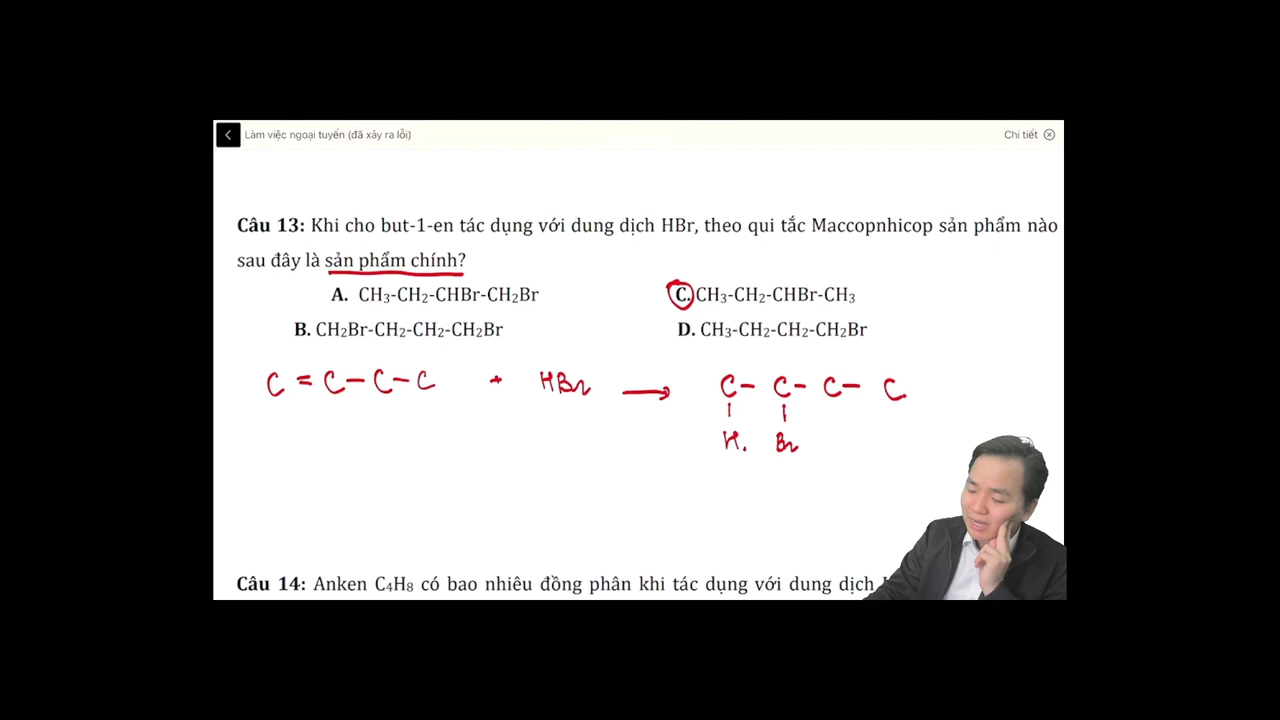 Làm việc ngoại tuyến (đã xảy ra lỗi) Chi tiết
Câu 13: Khi cho but-1-en tác dụng với dung dịch HBr, theo qui tắc Maccopnhicop sản phẩm nào
sau đây là sản phẩm chính?
A. CH₃-CH₂-CHBr-CH₂Br C. CH₃-CH₂-CHBr-CH₃
B. CH₂Br-CH₂-CH₂-CH₂Br D. CH₃-CH₂-CH₂-CH₂Br
C = C - C - C + HBr → C - C - C - C
H. Br
Câu 14: Anken C₄H₈ có bao nhiêu đồng phân khi tác dụng với dung dịch